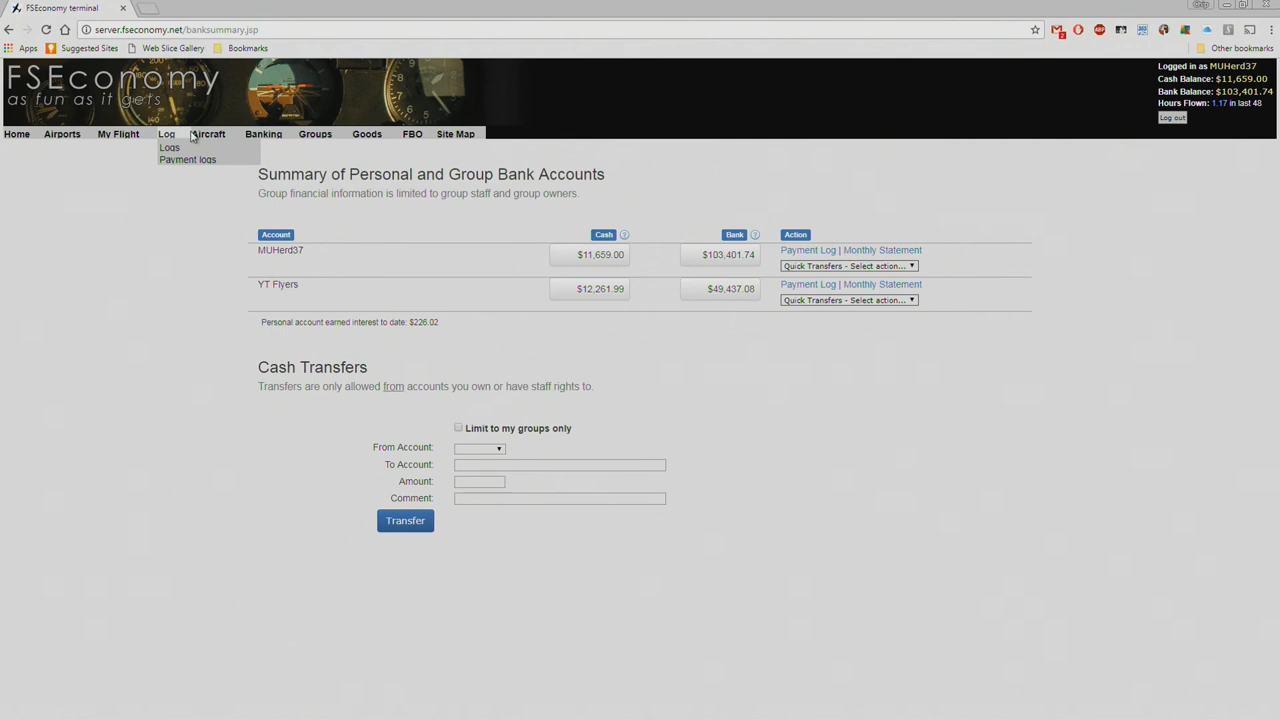 FSEconomy terminal
Chip
server.fseconomy.net/banksummary.jsp
Apps Suggested Sites Web Slice Gallery Bookmarks Other bookmarks
FSEconomy
as fun as it gets
Logged in as MUHerd37
Cash Balance: $11,659.00
Bank Balance: $103,401.74
Hours Flown: 1.17 in last 48
Log out
Home Airports My Flight Log Aircraft Banking Groups Goods FBO Site Map
Logs
Payment logs
Summary of Personal and Group Bank Accounts
Group financial information is limited to group staff and group owners.
Account Cash ? Bank ? Action
MUHerd37 $11,659.00 $103,401.74 Payment Log | Monthly Statement
Quick Transfers - Select action...
YT Flyers $12,261.99 $49,437.08 Payment Log | Monthly Statement
Quick Transfers - Select action...
Personal account earned interest to date: $226.02
Cash Transfers
Transfers are only allowed from accounts you own or have staff rights to.
Limit to my groups only
From Account:
To Account:
Amount:
Comment:
Transfer